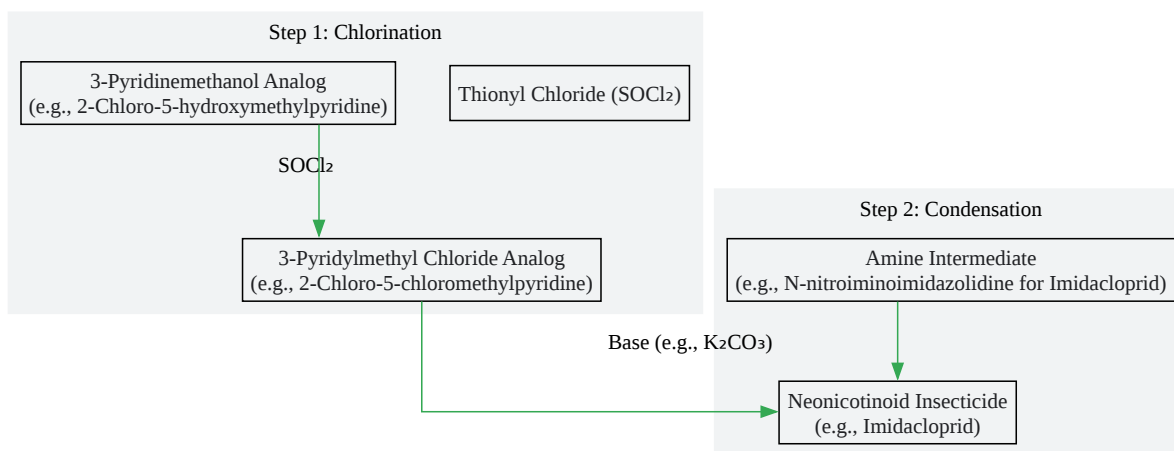 Step 1: Chlorination
3-Pyridinemethanol Analog
(e.g., 2-Chloro-5-hydroxymethylpyridine)
Thionyl Chloride (SOCl₂)
SOCl₂
3-Pyridylmethyl Chloride Analog
(e.g., 2-Chloro-5-chloromethylpyridine)
Step 2: Condensation
Amine Intermediate
(e.g., N-nitroiminoimidazolidine for Imidacloprid)
Base (e.g., K₂CO₃)
Neonicotinoid Insecticide
(e.g., Imidacloprid)